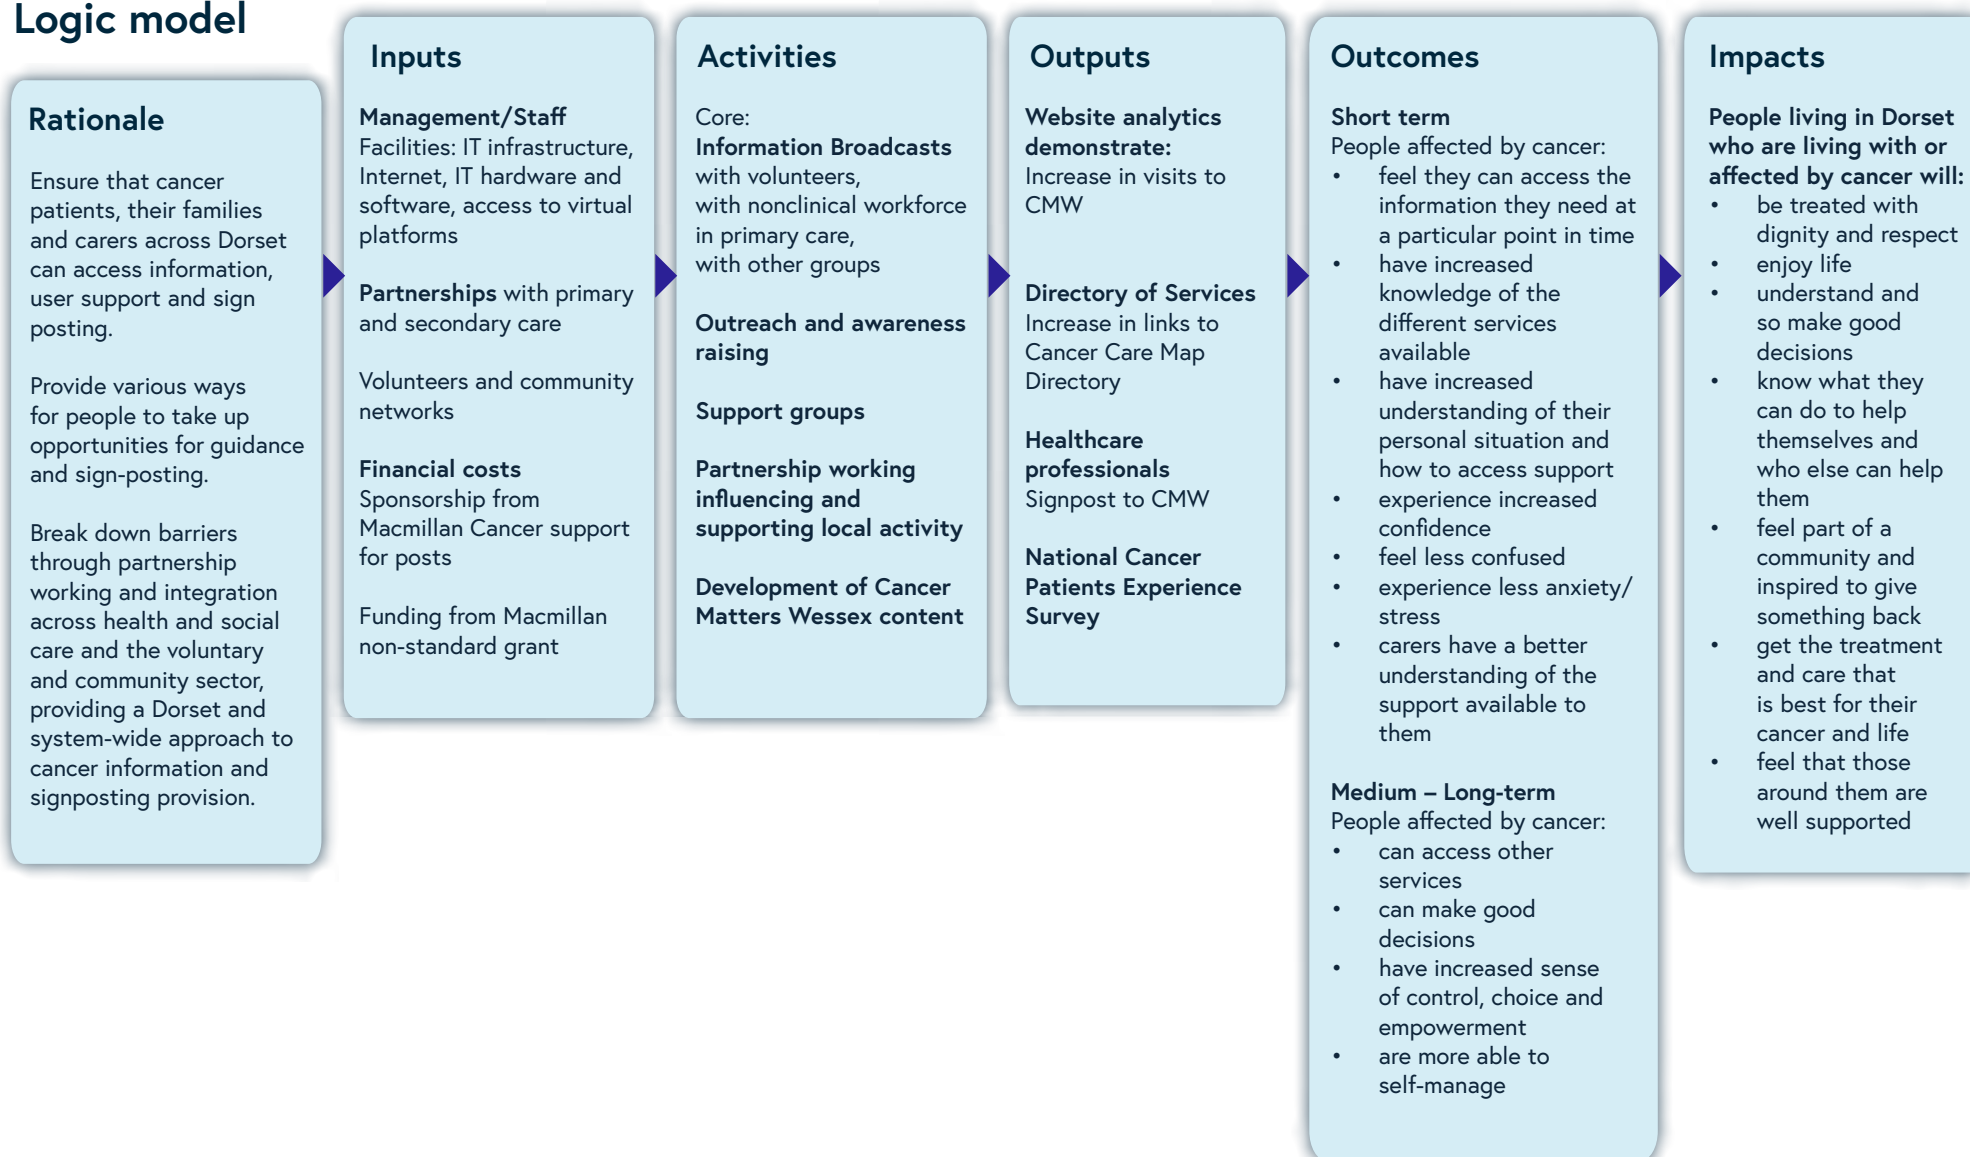 Logic model
Rationale
Ensure that cancer
patients, their families
and carers across Dorset
can access information,
user support and sign
posting.
Provide various ways
for people to take up
opportunities for guidance
and sign-posting.
Break down barriers
through partnership
working and integration
across health and social
care and the voluntary
and community sector,
providing a Dorset and
system-wide approach to
cancer information and
signposting provision.
Inputs
Management/Staff
Facilities: IT infrastructure,
Internet, IT hardware and
software, access to virtual
platforms
Partnerships with primary
and secondary care
Volunteers and community
networks
Financial costs
Sponsorship from
Macmillan Cancer support
for posts
Funding from Macmillan
non-standard grant
Activities
Core:
Information Broadcasts
with volunteers,
with nonclinical workforce
in primary care,
with other groups
Outreach and awareness
raising
Support groups
Partnership working
influencing and
supporting local activity
Development of Cancer
Matters Wessex content
Outputs
Website analytics
demonstrate:
Increase in visits to
CMW
Directory of Services
Increase in links to
Cancer Care Map
Directory
Healthcare
professionals
Signpost to CMW
National Cancer
Patients Experience
Survey
Outcomes
Short term
People affected by cancer:
• feel they can access the
information they need at
a particular point in time
• have increased
knowledge of the
different services
available
• have increased
understanding of their
personal situation and
how to access support
• experience increased
confidence
• feel less confused
• experience less anxiety/
stress
• carers have a better
understanding of the
support available to
them
Medium – Long-term
People affected by cancer:
• can access other
services
• can make good
decisions
• have increased sense
of control, choice and
empowerment
• are more able to
self-manage
Impacts
People living in Dorset
who are living with or
affected by cancer will:
• be treated with
dignity and respect
• enjoy life
• understand and
so make good
decisions
• know what they
can do to help
themselves and
who else can help
them
• feel part of a
community and
inspired to give
something back
• get the treatment
and care that
is best for their
cancer and life
• feel that those
around them are
well supported